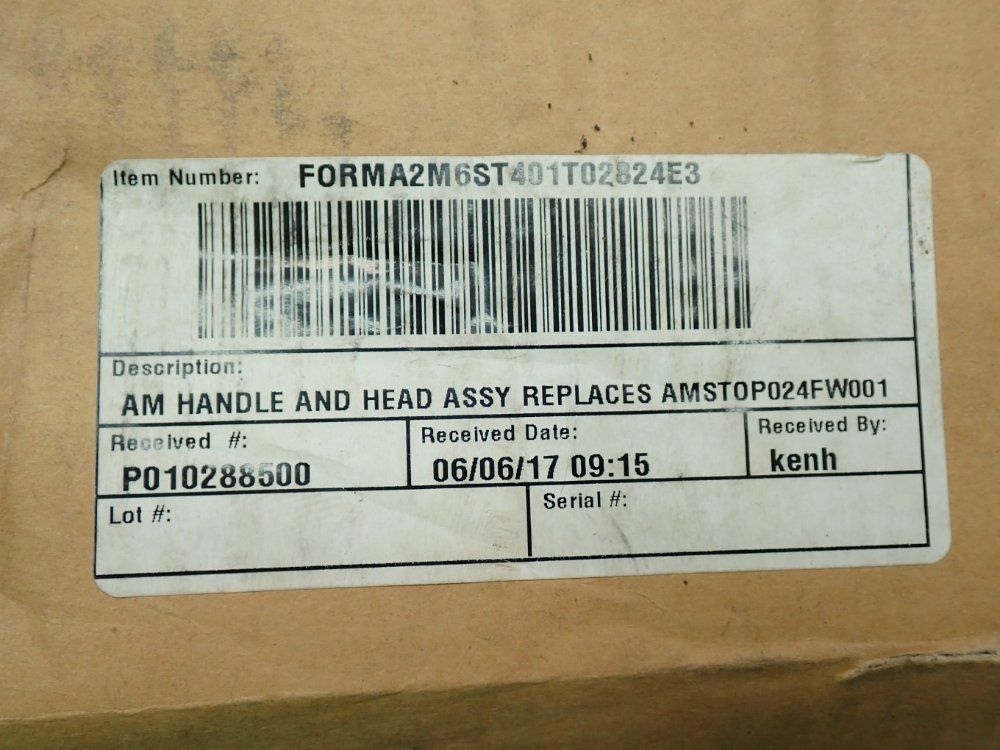 Item Number: FORMA2M6ST401T02824E3
Description:
AM HANDLE AND HEAD ASSY REPLACES AMSTOP024FW001
Received #: Received Date: Received By:
P010288500 06/06/17 09:15 kenh
Lot #: Serial #: